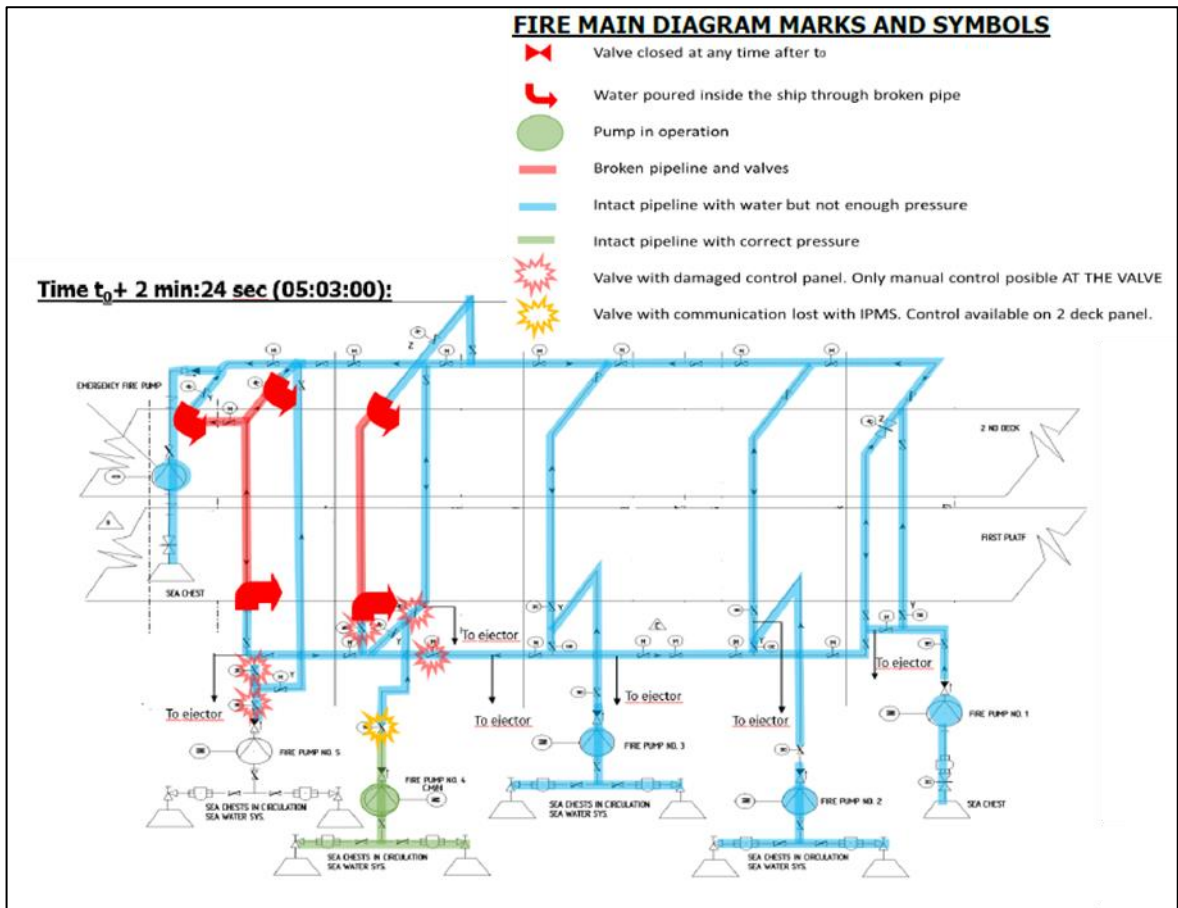 FIRE MAIN DIAGRAM MARKS AND SYMBOLS
Valve closed at any time after t0
Water poured inside the ship through broken pipe
Pump in operation
Broken pipeline and valves
Intact pipeline with water but not enough pressure
Intact pipeline with correct pressure
Valve with damaged control panel. Only manual control posible AT THE VALVE
Valve with communication lost with IPMS. Control available on 2 deck panel.
Time t0+ 2 min:24 sec (05:03:00):
Z
EMERGENCY FIRE PUMP
Y
Z
2 ND DECK
FIRST PLATF
SEA CHEST
Y
Y
Y
Y
To ejector
To ejector
To ejector
To ejector
To ejector
To ejector
Y
FIRE PUMP NO. 1
FIRE PUMP NO. 5
FIRE PUMP NO. 3
FIRE PUMP NO. 4
FIRE PUMP NO. 2
SEA CHEST
SEA CHESTS IN CIRCULATION
SEA WATER SYS.
SEA CHESTS IN CIRCULATION
SEA WATER SYS.
SEA CHESTS IN CIRCULATION
SEA WATER SYS.
SEA CHESTS IN CIRCULATION
SEA WATER SYS.